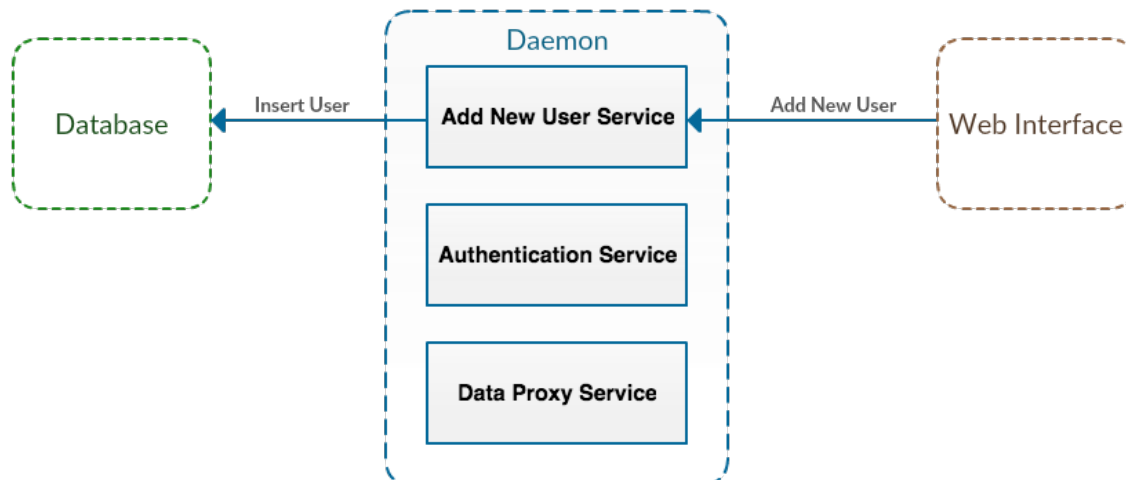 Daemon
Database
Insert User
Add New User Service
Add New User
Web Interface
Authentication Service
Data Proxy Service